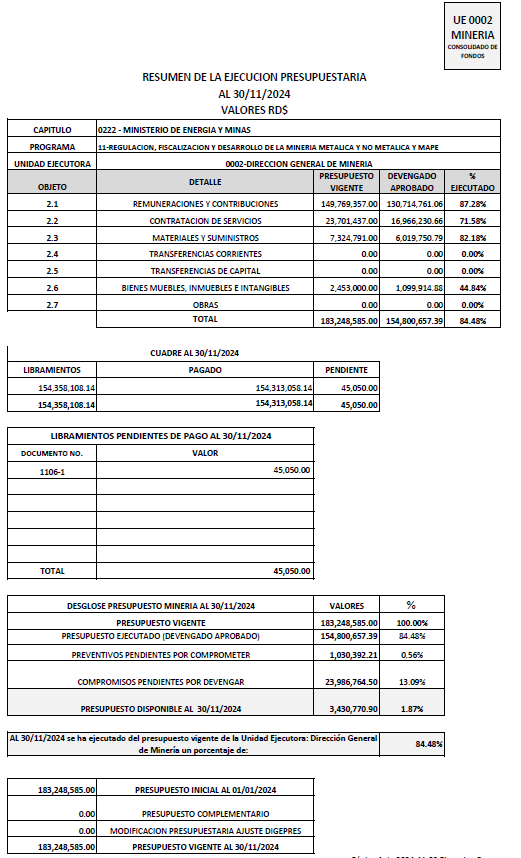 UE 0002
MINERIA
CONSOLIDADO DE
FONDOS
RESUMEN DE LA EJECUCION PRESUPUESTARIA
AL 30/11/2024
VALORES RD$
CAPITULO 0222 - MINISTERIO DE ENERGIA Y MINAS
PROGRAMA 11-REGULACION, FISCALIZACION Y DESARROLLO DE LA MINERIA METALICA Y NO METALICA Y MAPE
UNIDAD EJECUTORA 0002-DIRECCION GENERAL DE MINERIA
OBJETO DETALLE PRESUPUESTO VIGENTE DEVENGADO APROBADO % EJECUTADO
2.1 REMUNERACIONES Y CONTRIBUCIONES 149,769,357.00 130,714,761.06 87.28%
2.2 CONTRATACION DE SERVICIOS 23,701,437.00 16,966,230.66 71.58%
2.3 MATERIALES Y SUMINISTROS 7,324,791.00 6,019,750.79 82.18%
2.4 TRANSFERENCIAS CORRIENTES 0.00 0.00 0.00%
2.5 TRANSFERENCIAS DE CAPITAL 0.00 0.00 0.00%
2.6 BIENES MUEBLES, INMUEBLES E INTANGIBLES 2,453,000.00 1,099,914.88 44.84%
2.7 OBRAS 0.00 0.00 0.00%
TOTAL 183,248,585.00 154,800,657.39 84.48%
CUADRE AL 30/11/2024
LIBRAMIENTOS PAGADO PENDIENTE
154,358,108.14 154,313,058.14 45,050.00
154,358,108.14 154,313,058.14 45,050.00
LIBRAMIENTOS PENDIENTES DE PAGO AL 30/11/2024
DOCUMENTO NO. VALOR
1106-1 45,050.00
TOTAL 45,050.00
DESGLOSE PRESUPUESTO MINERIA AL 30/11/2024 VALORES %
PRESUPUESTO VIGENTE 183,248,585.00 100.00%
PRESUPUESTO EJECUTADO (DEVENGADO APROBADO) 154,800,657.39 84.48%
PREVENTIVOS PENDIENTES POR COMPROMETER 1,030,392.21 0.56%
COMPROMISOS PENDIENTES POR DEVENGAR 23,986,764.50 13.09%
PRESUPUESTO DISPONIBLE AL 30/11/2024 3,430,770.90 1.87%
AL 30/11/2024 se ha ejecutado del presupuesto vigente de la Unidad Ejecutora: Dirección General
de Minería un porcentaje de: 84.48%
183,248,585.00 PRESUPUESTO INICIAL AL 01/01/2024
0.00 PRESUPUESTO COMPLEMENTARIO
0.00 MODIFICACION PRESUPUESTARIA AJUSTE DIGEPRES
183,248,585.00 PRESUPUESTO VIGENTE AL 30/11/2024